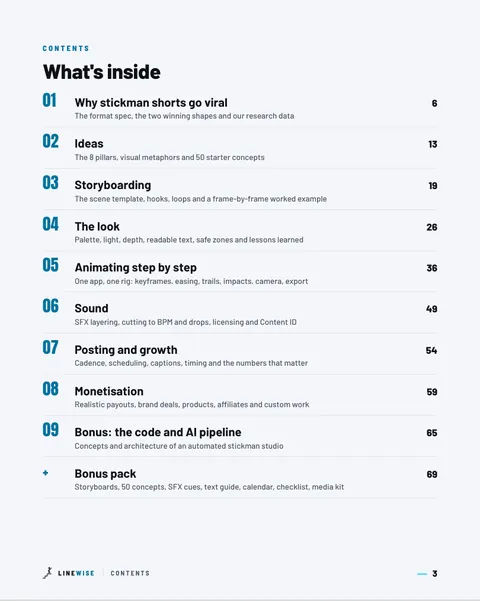 CONTENTS
What's inside
01
Why stickman shorts go viral
6
The format spec, the two winning shapes and our research data
02
Ideas
13
The 8 pillars, visual metaphors and 50 starter concepts
03
Storyboarding
19
The scene template, hooks, loops and a frame-by-frame worked example
04
The look
26
Palette, light, depth, readable text, safe zones and lessons learned
05
Animating step by step
36
One app, one rig: keyframes, easing, trails, impacts, camera, export
06
Sound
49
SFX layering, cutting to BPM and drops, licensing and Content ID
07
Posting and growth
54
Cadence, scheduling, captions, timing and the numbers that matter
08
Monetisation
59
Realistic payouts, brand deals, products, affiliates and custom work
09
Bonus: the code and AI pipeline
65
Concepts and architecture of an automated stickman studio
+
Bonus pack
69
Storyboards, 50 concepts, SFX cues, text guide, calendar, checklist, media kit
LINEWISE | CONTENTS
3